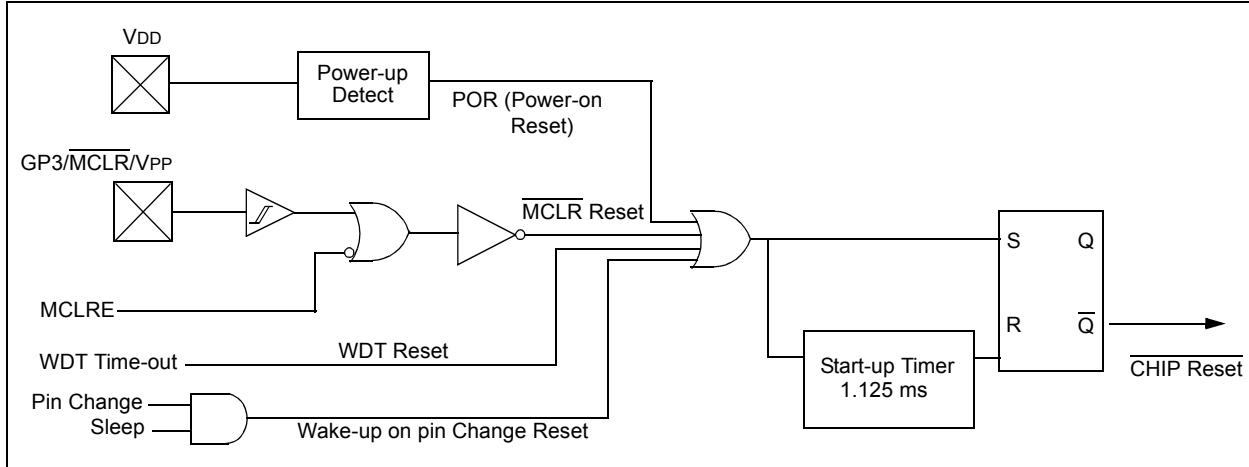 VDD
Power-up
Detect
POR (Power-on
Reset)
GP3/MCLR/VPP
MCLR Reset
MCLRE
WDT Time-out
WDT Reset
Pin Change
Sleep
Wake-up on pin Change Reset
S
Q
R
Q
Start-up Timer
1.125 ms
CHIP Reset